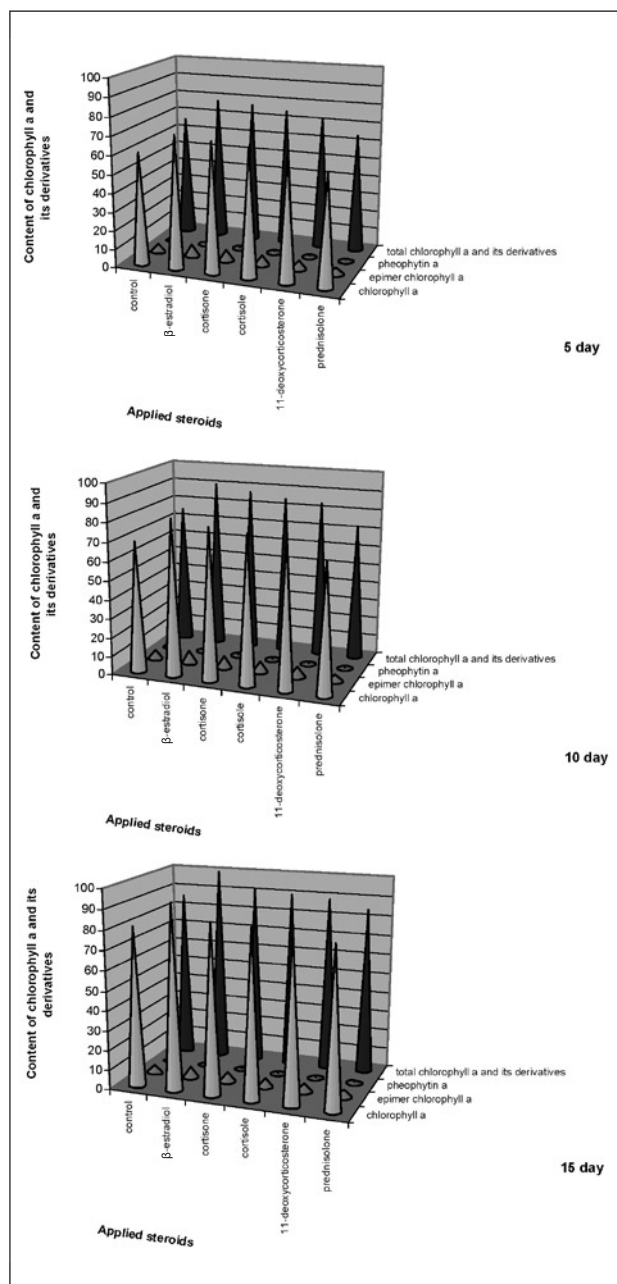 Content of chlorophyll a and
its derivatives
100
90
80
70
60
50
40
30
20
10
0
control
β-estradiol
cortisone
cortisole
11-deoxycorticosterone
prednisolone
total chlorophyll a and its derivatives
pheophytin a
epimer chlorophyll a
chlorophyll a
5 day
Applied steroids
Content of chlorophyll a and
its derivatives
100
90
80
70
60
50
40
30
20
10
0
control
β-estradiol
cortisone
cortisole
11-deoxycorticosterone
prednisolone
total chlorophyll a and its derivatives
pheophytin a
epimer chlorophyll a
chlorophyll a
10 day
Applied steroids
Content of chlorophyll a and its
derivatives
100
90
80
70
60
50
40
30
20
10
0
control
β-estradiol
cortisone
cortisole
11-deoxycorticosterone
prednisolone
total chlorophyll a and its derivatives
pheophytin a
epimer chlorophyll a
chlorophyll a
15 day
Applied steroids